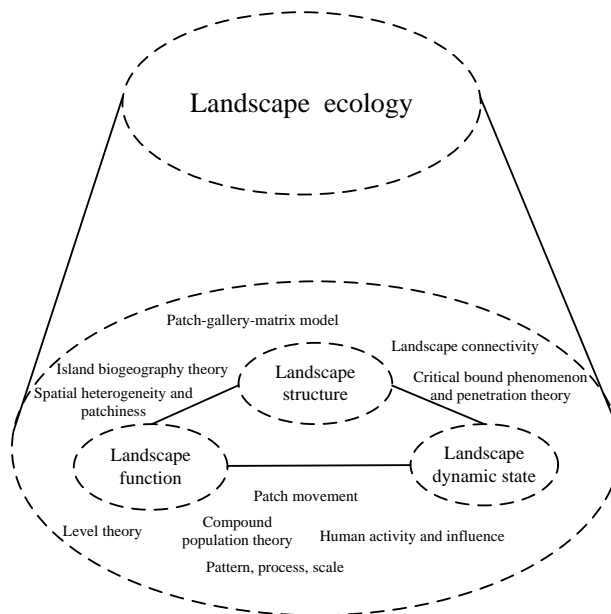 Landscape ecology
Patch-gallery-matrix model
Landscape connectivity
Island biogeography theory
Landscape
structure
Critical bound phenomenon
and penetration theory
Spatial heterogeneity and
patchiness
Landscape
function
Landscape
dynamic state
Patch movement
Level theory
Compound
population theory
Human activity and influence
Pattern, process, scale